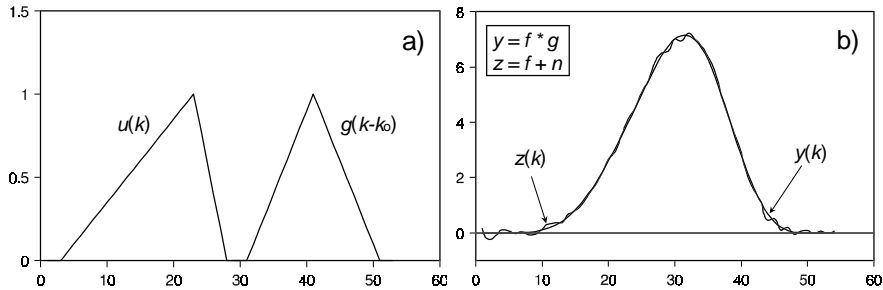 1.5
1
0.5
0
0 10 20 30 40 50 60
a)
u(k)
g(k-k₀)
8
6
4
2
0
0 10 20 30 40 50 60
b)
y = f * g
z = f + n
z(k)
y(k)